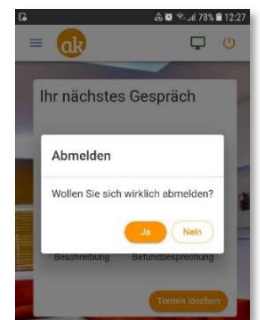 78% 12:27
ak
Ihr nächstes Gespräch
Abmelden
Wollen Sie sich wirklich abmelden?
Ja Nein
Beschreibung Befundbesprechung
Termin löschen